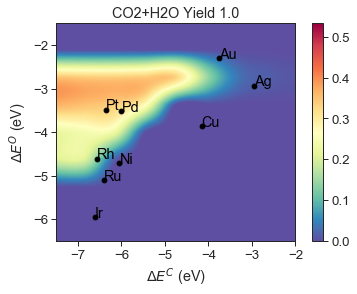 CO2+H2O Yield 1.0
ΔE^O (eV)
−2
−3
−4
−5
−6
Au
Ag
Pt
Pd
Cu
Rh
Ni
Ru
Ir
−7
−6
−5
−4
−3
−2
ΔE^C (eV)
0.5
0.4
0.3
0.2
0.1
0.0